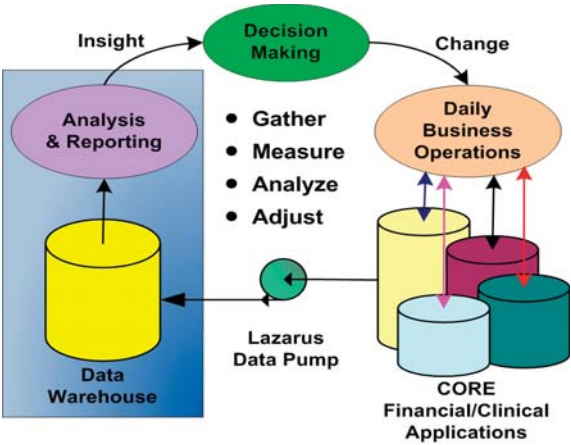 Insight
Decision
Making
Change
Analysis
& Reporting
Daily
Business
Operations
• Gather
• Measure
• Analyze
• Adjust
Lazarus
Data Pump
Data
Warehouse
CORE
Financial/Clinical
Applications